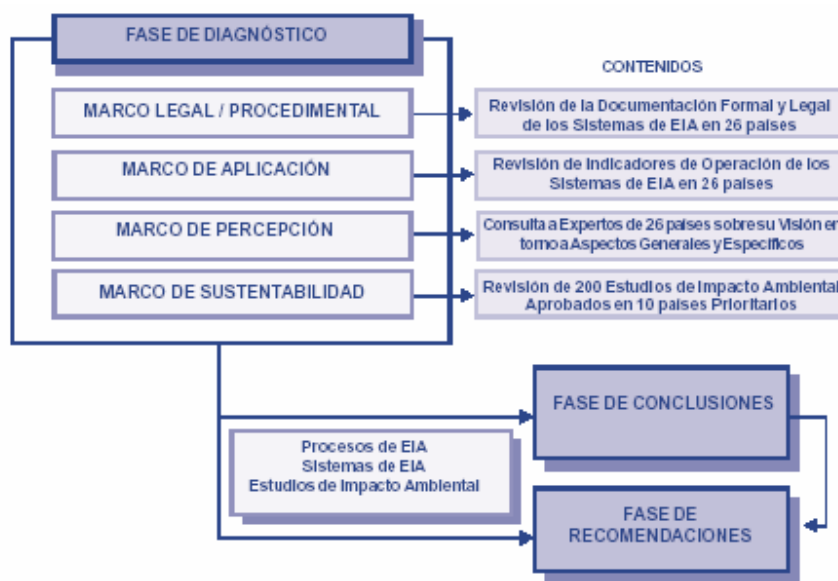 FASE DE DIAGNÓSTICO
CONTENIDOS
MARCO LEGAL / PROCEDIMENTAL
Revisión de la Documentación Formal y Legal
de los Sistemas de EIA en 26 países
MARCO DE APLICACIÓN
Revisión de Indicadores de Operación de los
Sistemas de EIA en 26 países
MARCO DE PERCEPCIÓN
Consulta a Expertos de 26 países sobre su Visión en
torno a Aspectos Generales y Específicos
MARCO DE SUSTENTABILIDAD
Revisión de 200 Estudios de Impacto Ambiental
Aprobados en 10 países Prioritarios
FASE DE CONCLUSIONES
Procesos de EIA
Sistemas de EIA
Estudios de Impacto Ambiental
FASE DE
RECOMENDACIONES